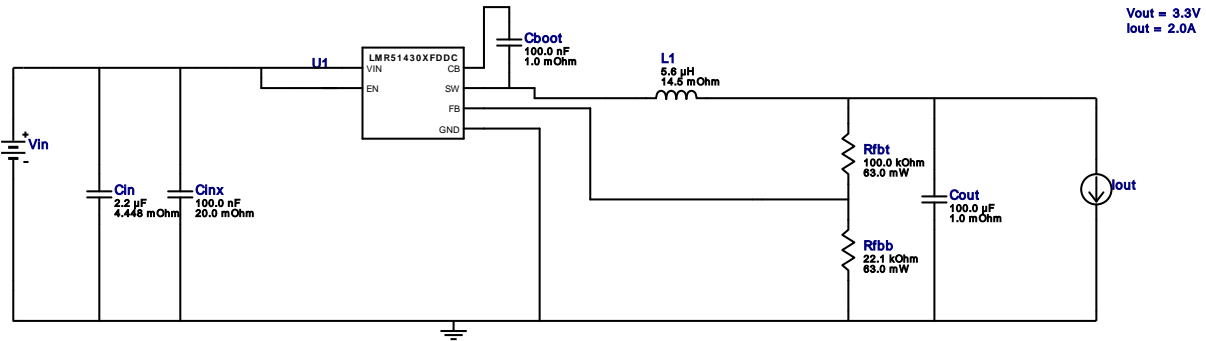 Vout = 3.3V
Iout = 2.0A
Cboot
100.0 nF
1.0 mOhm
U1
LMR51430XFDDC
VIN
CB
EN
SW
FB
GND
L1
5.6 µH
14.5 mOhm
Vin
+
-
Cin
2.2 µF
4.448 mOhm
Cinx
100.0 nF
20.0 mOhm
Rfbt
100.0 kOhm
63.0 mW
Cout
100.0 µF
1.0 mOhm
Iout
Rfbb
22.1 kOhm
63.0 mW